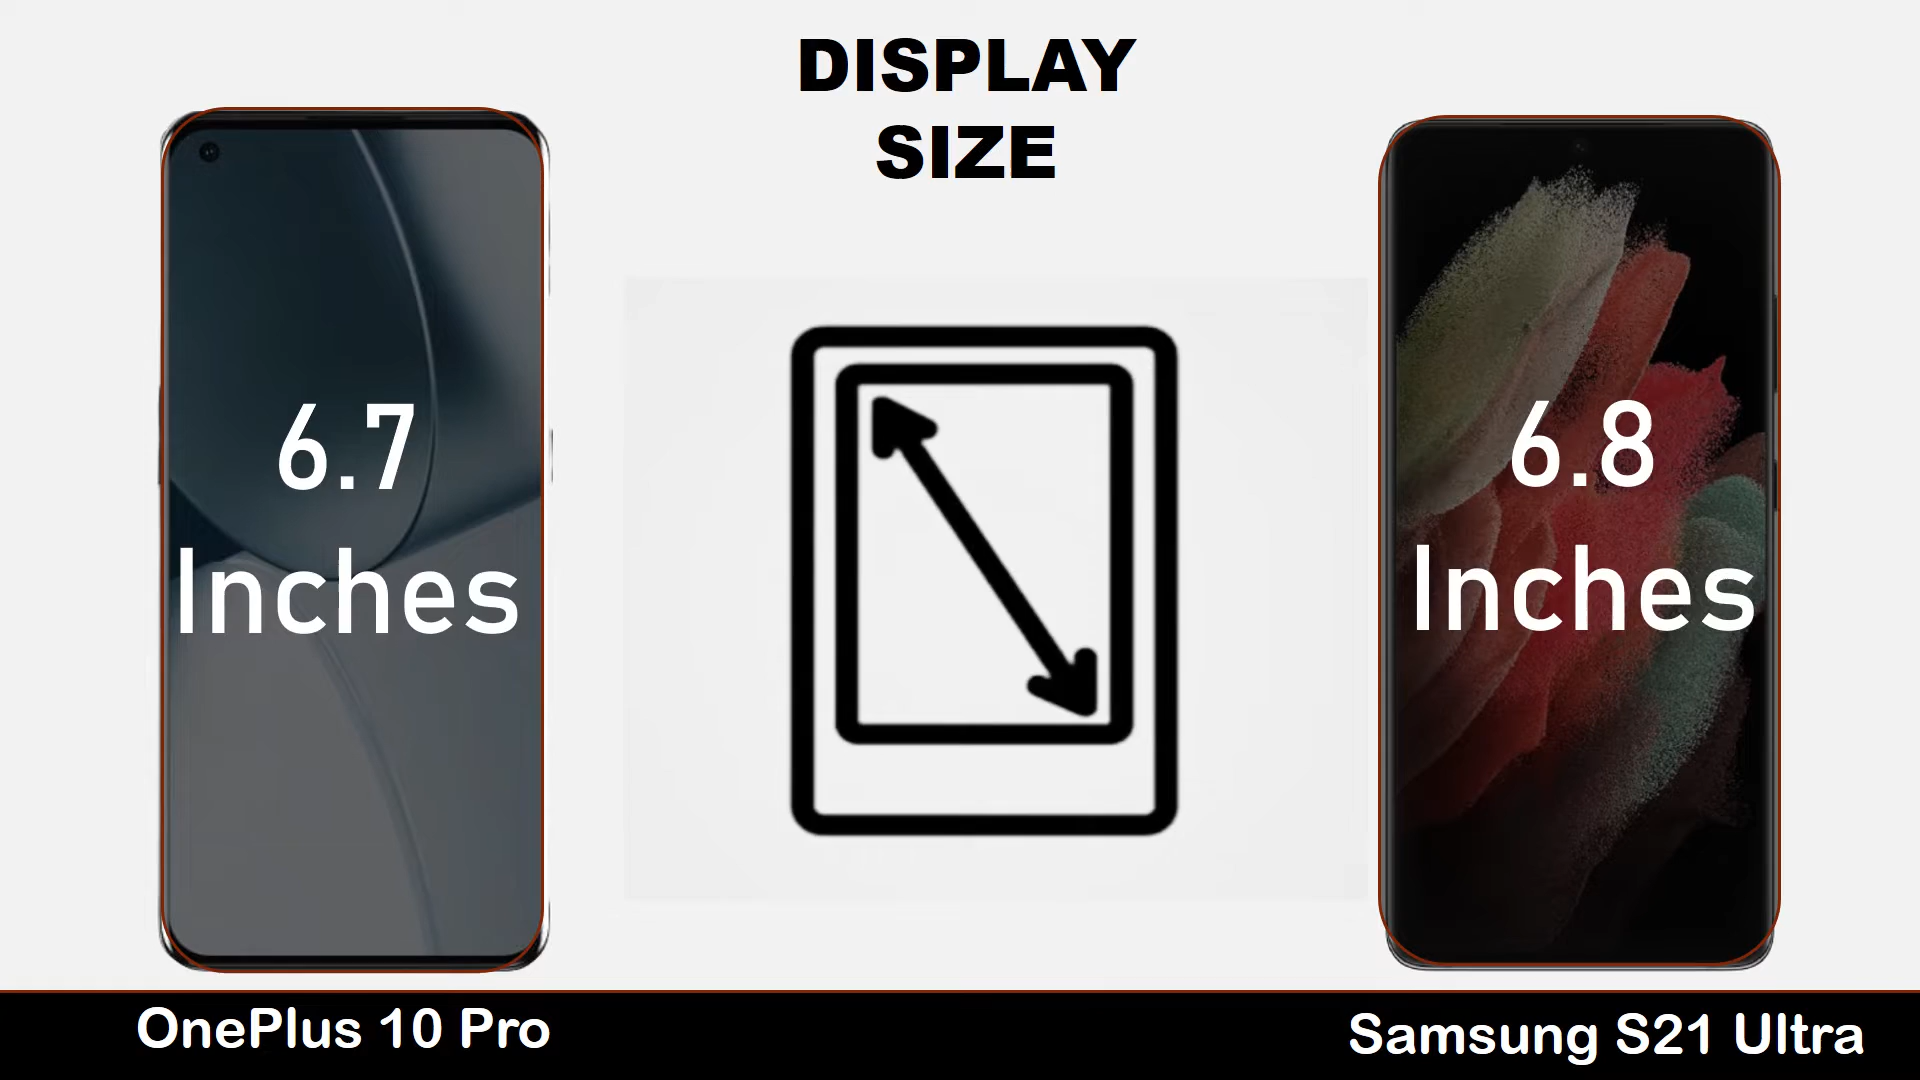 DISPLAY
SIZE
6.7
Inches
6.8
Inches
OnePlus 10 Pro
Samsung S21 Ultra